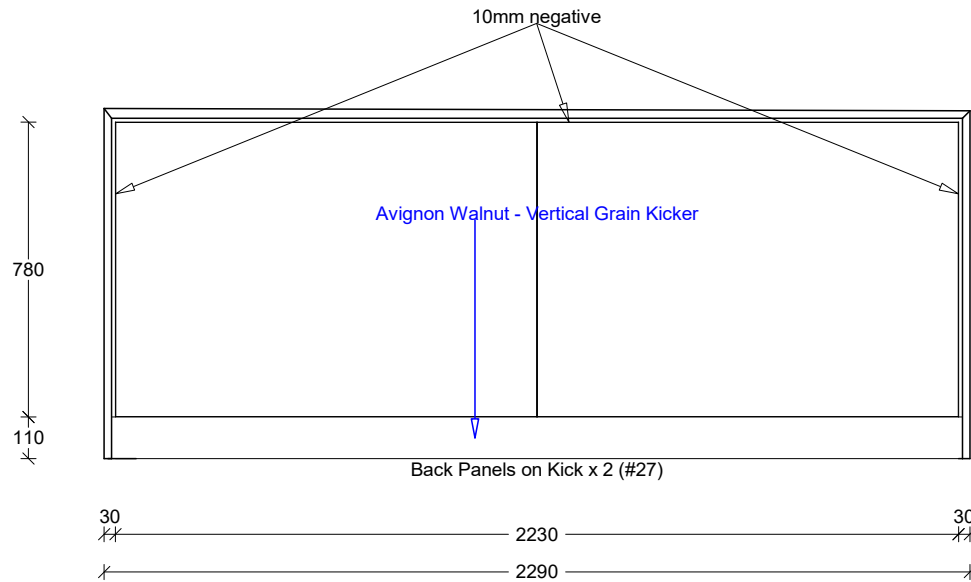 10mm negative
Avignon Walnut - Vertical Grain Kicker
780
110
Back Panels on Kick x 2 (#27)
30
2230
30
2290